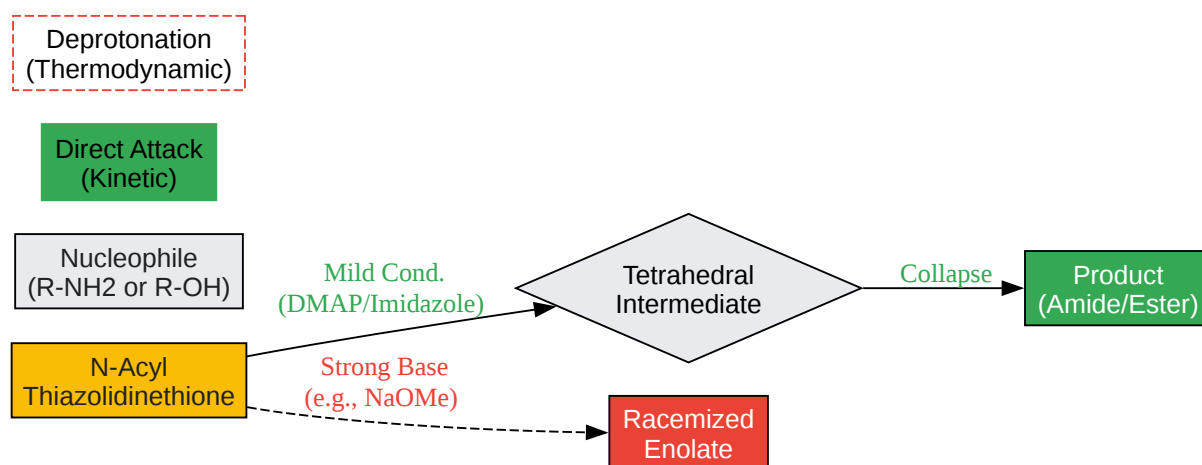 Deprotonation
(Thermodynamic)
Direct Attack
(Kinetic)
Nucleophile
(R-NH2 or R-OH)
N-Acyl
Thiazolidinethione
Mild Cond.
(DMAP/Imidazole)
Strong Base
(e.g., NaOMe)
Tetrahedral
Intermediate
Racemized
Enolate
Collapse
Product
(Amide/Ester)